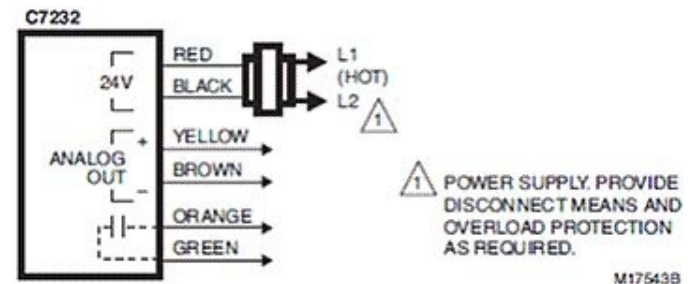 C7232
24V
RED
BLACK
L1
(HOT)
L2
1
ANALOG
OUT
+
–
YELLOW
BROWN
ORANGE
GREEN
1 POWER SUPPLY. PROVIDE
DISCONNECT MEANS AND
OVERLOAD PROTECTION
AS REQUIRED.
M17543B